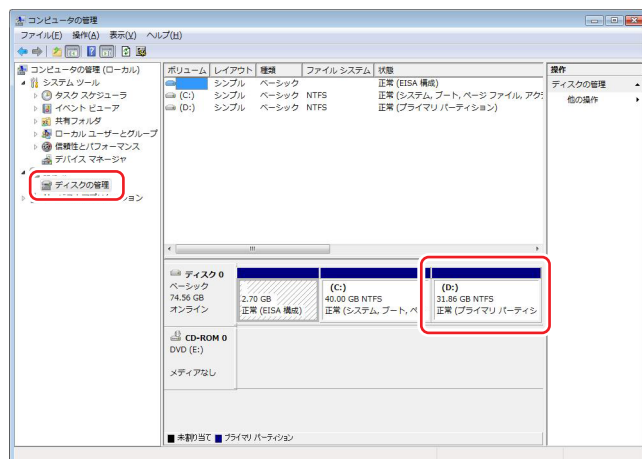 コンピュータの管理
ファイル(F) 操作(A) 表示(V) ヘルプ(H)
コンピュータの管理 (ローカル)
システム ツール
タスク スケジューラ
イベント ビューア
共有フォルダ
ローカル ユーザーとグループ
信頼性とパフォーマンス
デバイス マネージャ
ディスクの管理
ション
ボリューム レイアウト 種類 ファイル システム 状態
シンプル ベーシック 正常 (EISA 構成)
(C:) シンプル ベーシック NTFS 正常 (システム, ブート, ページ ファイル, アク
(D:) シンプル ベーシック NTFS 正常 (プライマリ パーティション)
操作
ディスクの管理
他の操作
ディスク 0
ベーシック
74.56 GB
オンライン
2.70 GB
正常 (EISA 構成)
(C:)
40.00 GB NTFS
正常 (システム, ブート, ペ
(D:)
31.86 GB NTFS
正常 (プライマリ パーティシ
CD-ROM 0
DVD (E:)
メディアなし
未割り当て プライマリ パーティション